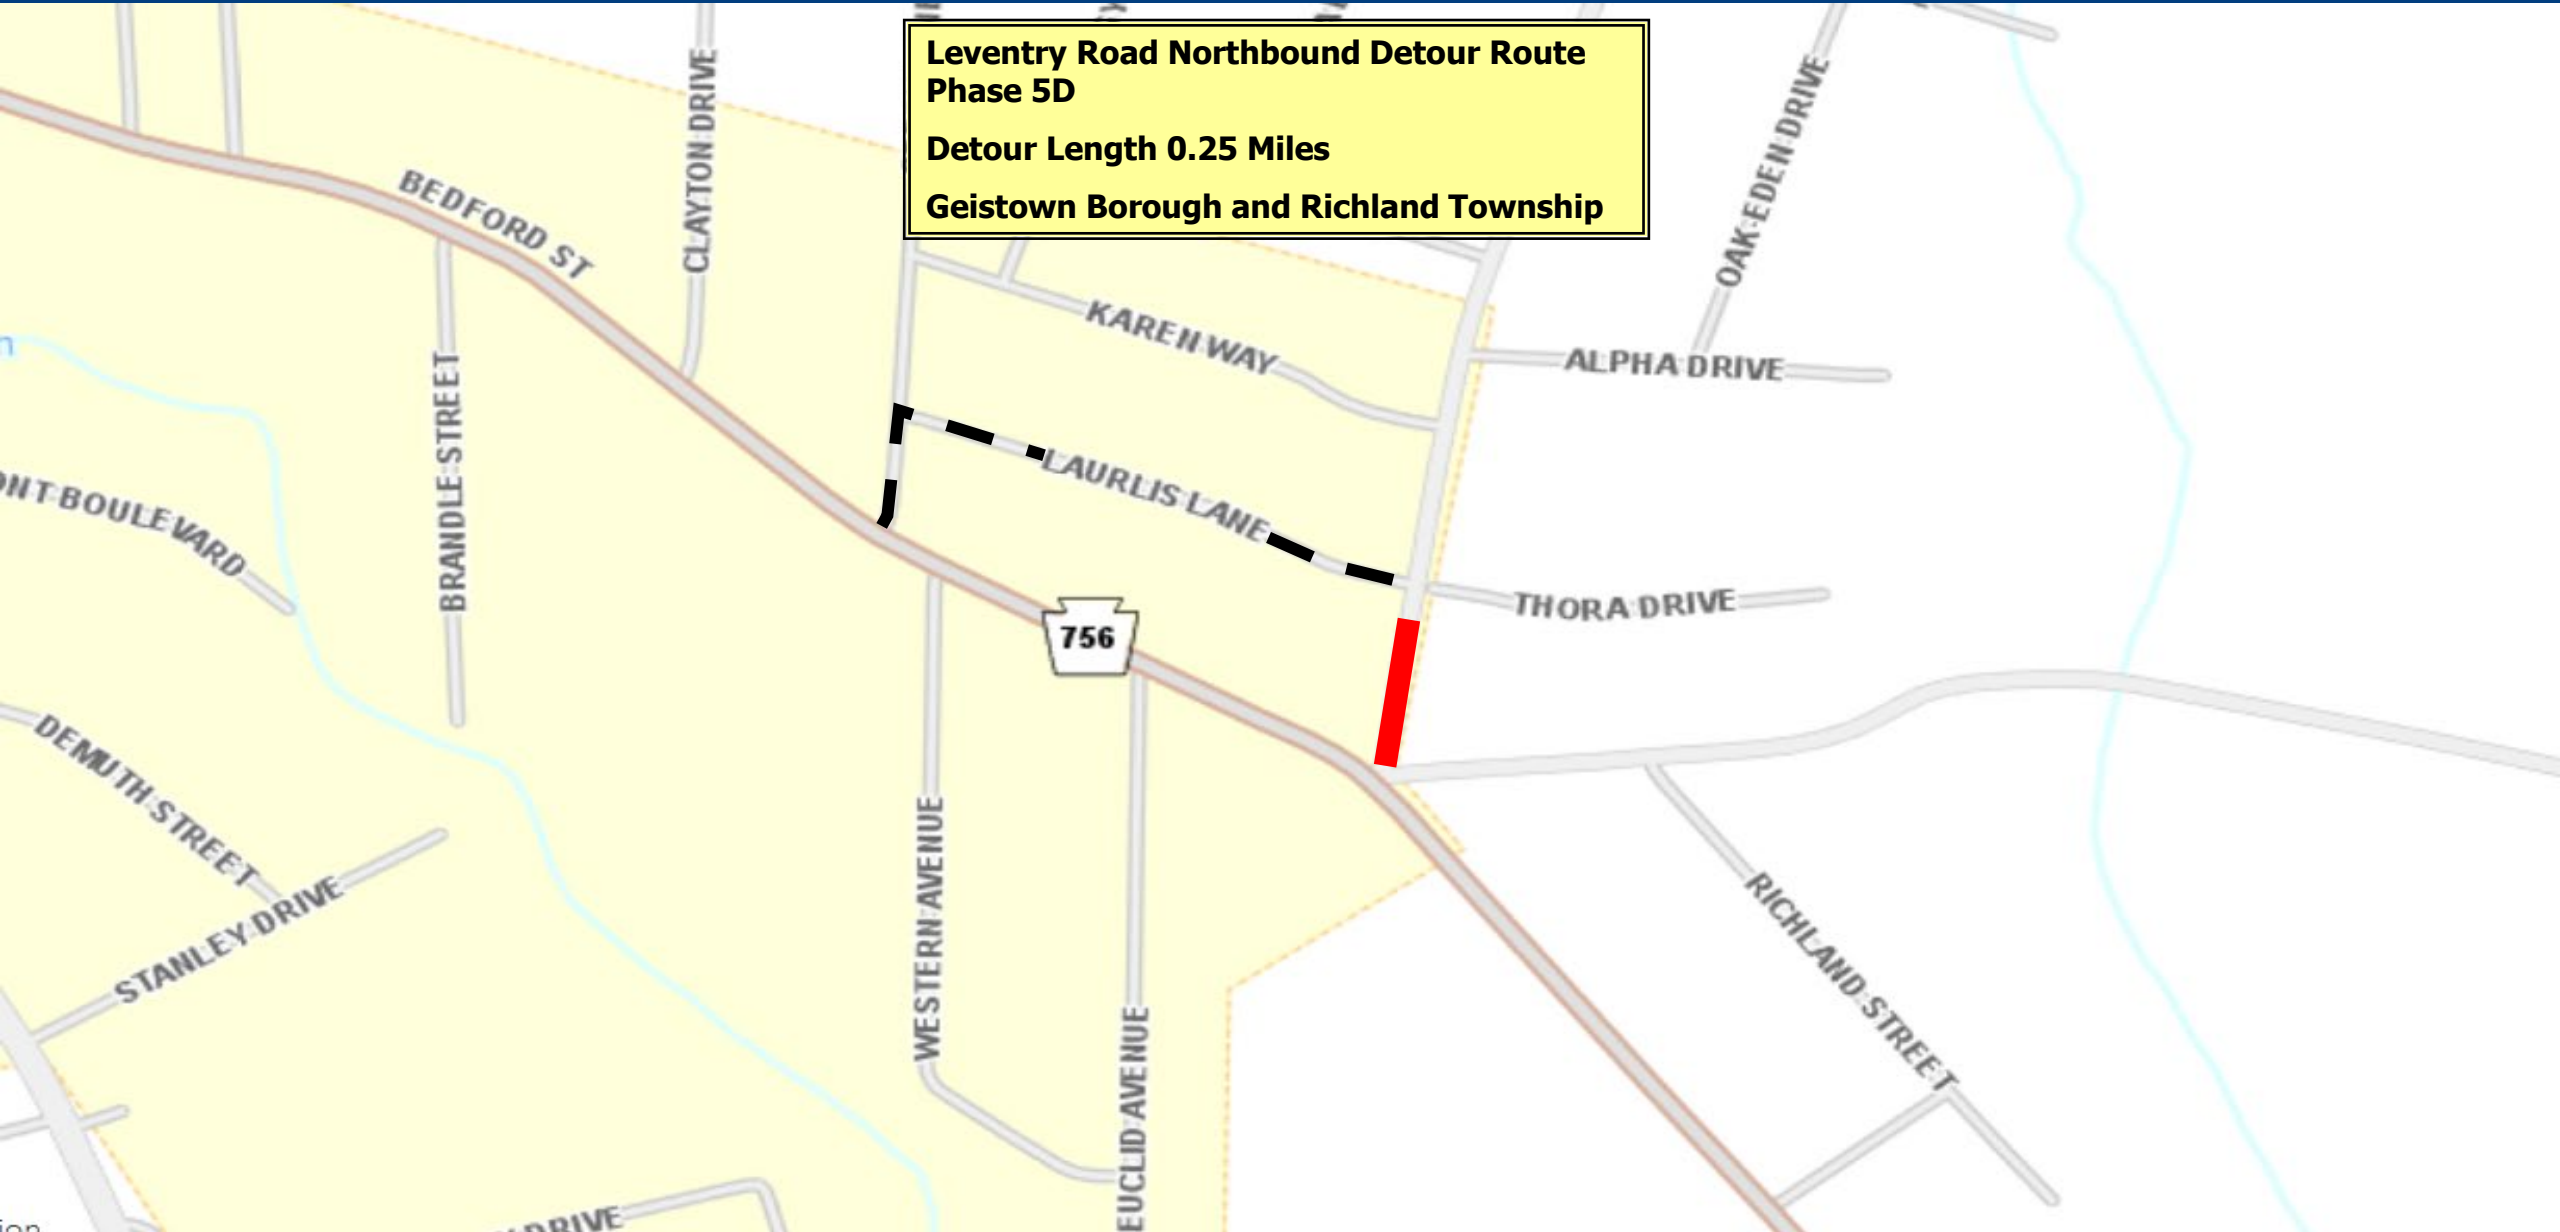 Leventry Road Northbound Detour Route
Phase 5D
Detour Length 0.25 Miles
Geistown Borough and Richland Township
BEDFORD ST
CLAYTON DRIVE
OAK EDEN DRIVE
KAREN WAY
ALPHA DRIVE
BRANDLE STREET
LAURLIS LANE
BOULEVARD
THORA DRIVE
756
DEMUTH STREET
STANLEY DRIVE
WESTERN AVENUE
RICHLAND STREET
EUCLID AVENUE
DRIVE